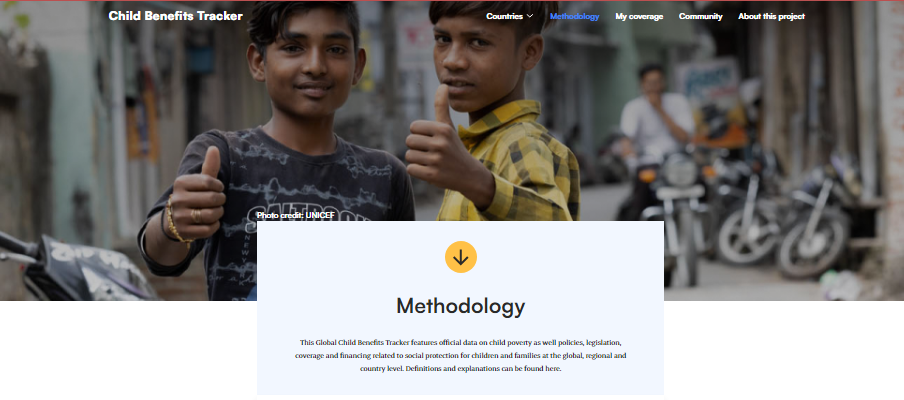 Child Benefits Tracker
Countries
Methodology
My coverage
Community
About this project
Photo credit: UNICEF
Methodology
This Global Child Benefits Tracker features official data on child poverty as well policies, legislation,
coverage and financing related to social protection for children and families at the global, regional and
country level. Definitions and explanations can be found here.